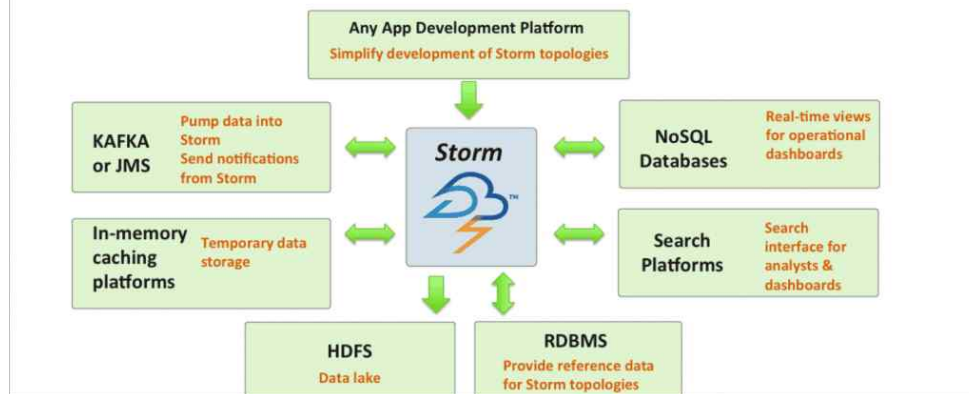 Any App Development Platform
Simplify development of Storm topologies
KAFKA
or JMS
Pump data into
Storm
Send notifications
from Storm
Storm
TM
NoSQL
Databases
Real-time views
for operational
dashboards
In-memory
caching
platforms
Temporary data
storage
Search
Platforms
Search
interface for
analysts &
dashboards
HDFS
Data lake
RDBMS
Provide reference data
for Storm topologies